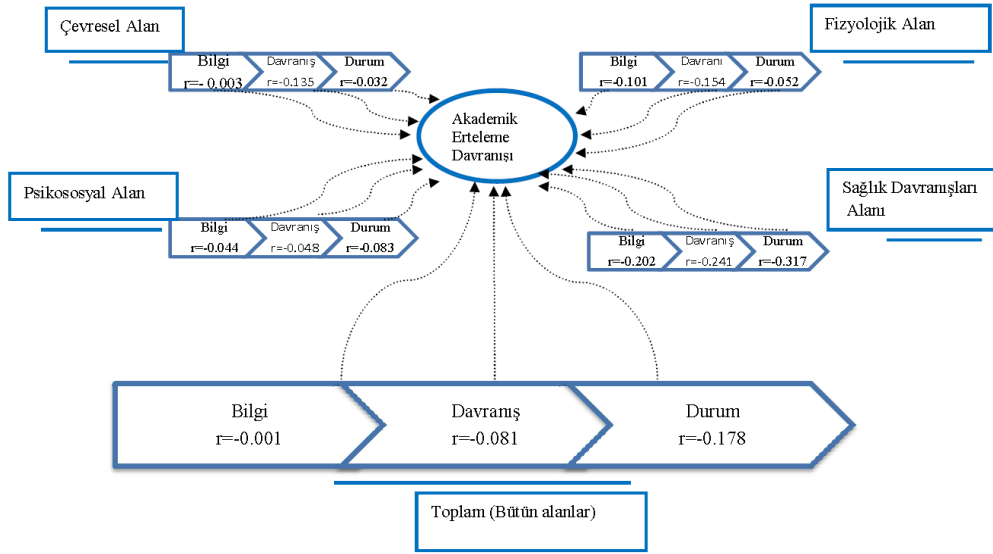 Çevresel Alan
Bilgi
r=- 0.003
Davranış
r=-0.135
Durum
r=-0.032
Fizyolojik Alan
Bilgi
r=-0.101
Davranı
r=-0.154
Durum
r=-0.052
Akademik
Erteleme
Davranışı
Psikososyal Alan
Bilgi
r=-0.044
Davranış
r=-0.048
Durum
r=-0.083
Sağlık Davranışları
Alanı
Bilgi
r=-0.202
Davranış
r=-0.241
Durum
r=-0.317
Bilgi
r=-0.001
Davranış
r=-0.081
Durum
r=-0.178
Toplam (Bütün alanlar)